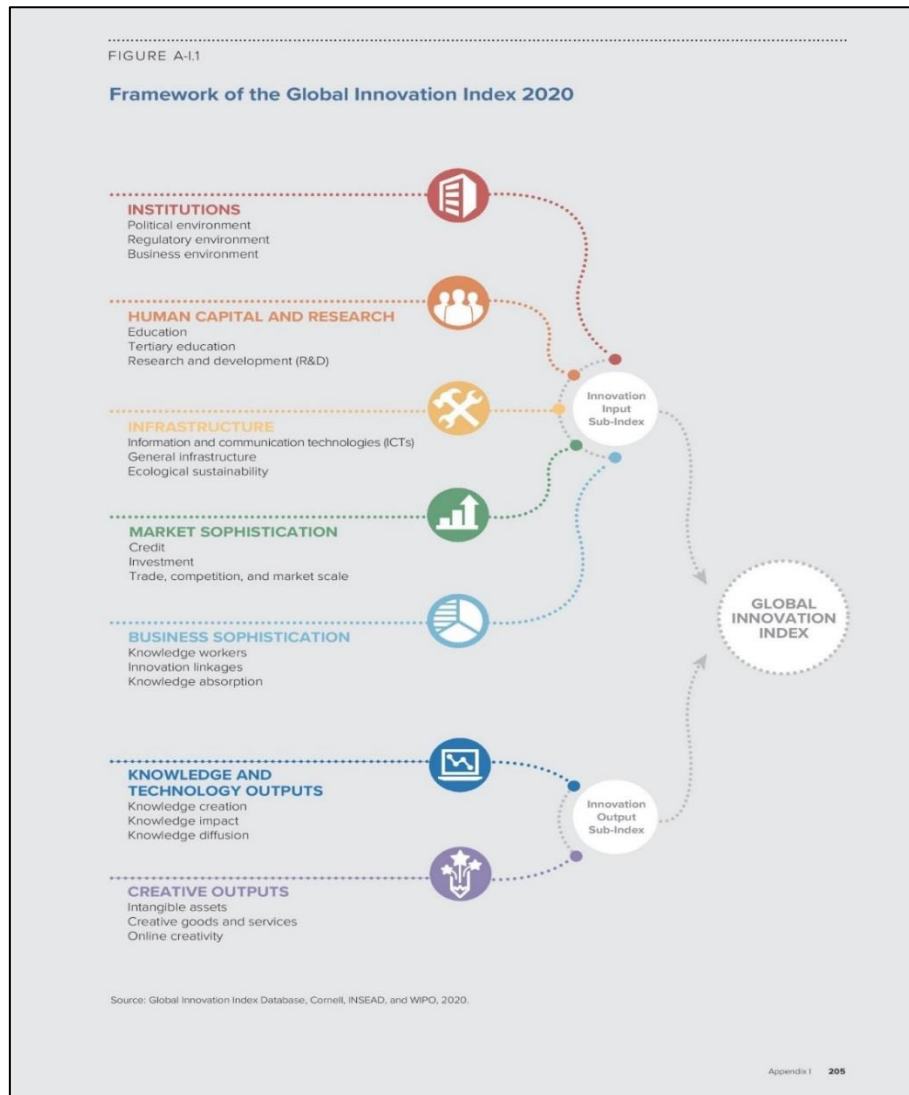 FIGURE A-I.1
Framework of the Global Innovation Index 2020
INSTITUTIONS
Political environment
Regulatory environment
Business environment
HUMAN CAPITAL AND RESEARCH
Education
Tertiary education
Research and development (R&D)
INFRASTRUCTURE
Information and communication technologies (ICTs)
General infrastructure
Ecological sustainability
MARKET SOPHISTICATION
Credit
Investment
Trade, competition, and market scale
BUSINESS SOPHISTICATION
Knowledge workers
Innovation linkages
Knowledge absorption
Innovation
Input
Sub-Index
GLOBAL
INNOVATION
INDEX
KNOWLEDGE AND
TECHNOLOGY OUTPUTS
Knowledge creation
Knowledge impact
Knowledge diffusion
CREATIVE OUTPUTS
Intangible assets
Creative goods and services
Online creativity
Innovation
Output
Sub-Index
Source: Global Innovation Index Database, Cornell, INSEAD, and WIPO, 2020.
Appendix I 205